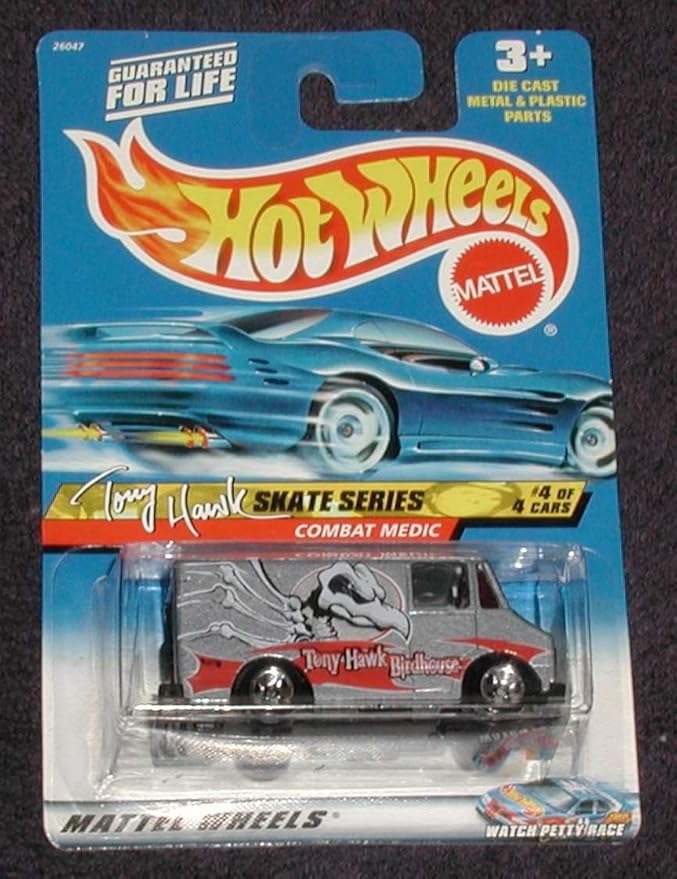 26047
GUARANTEED
FOR LIFE
3+
DIE CAST
METAL & PLASTIC
PARTS
HOT WHEELS
MATTEL
®
Tony Hawk SKATE SERIES
#4 OF
4 CARS
COMBAT MEDIC
Tony Hawk Birdhouse
MATTEL WHEELS®
WATCH PETTY RACE